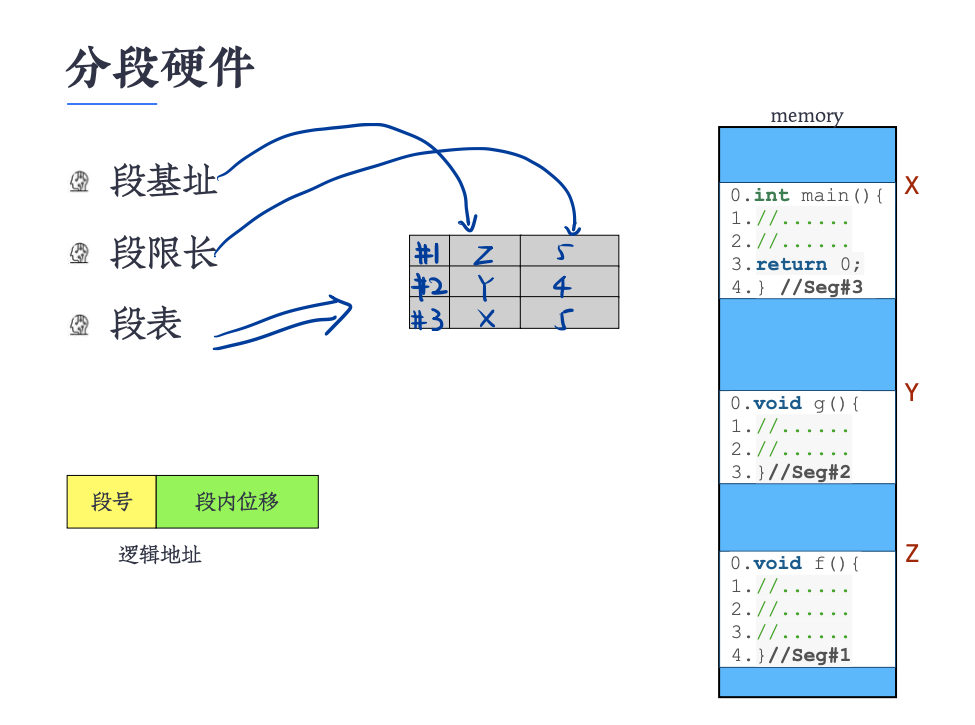 分段硬件
段基址
段限长
段表
#1 Z 5
#2 Y 4
#3 X 5
段号 段内位移
逻辑地址
memory
X
0.int main(){
1.//......
2.//......
3.return 0;
4.} //Seg#3
Y
0.void g(){
1.//......
2.//......
3.}//Seg#2
Z
0.void f(){
1.//......
2.//......
3.//......
4.}//Seg#1